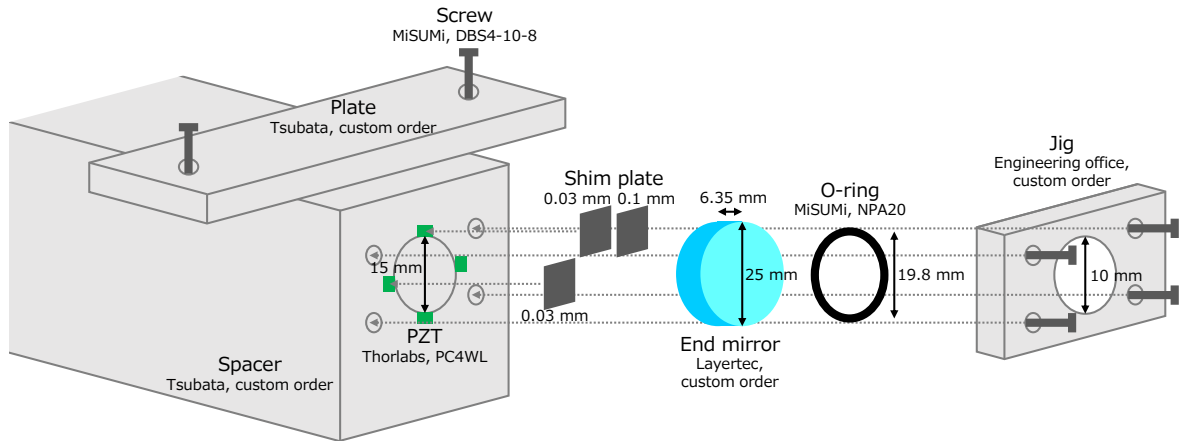 Screw
MiSUMi, DBS4-10-8
Plate
Tsubata, custom order
Jig
Engineering office,
custom order
Shim plate
0.03 mm 0.1 mm
6.35 mm
O-ring
MiSUMi, NPA20
15 mm
25 mm
19.8 mm
10 mm
0.03 mm
PZT
Thorlabs, PC4WL
End mirror
Layertec,
custom order
Spacer
Tsubata, custom order